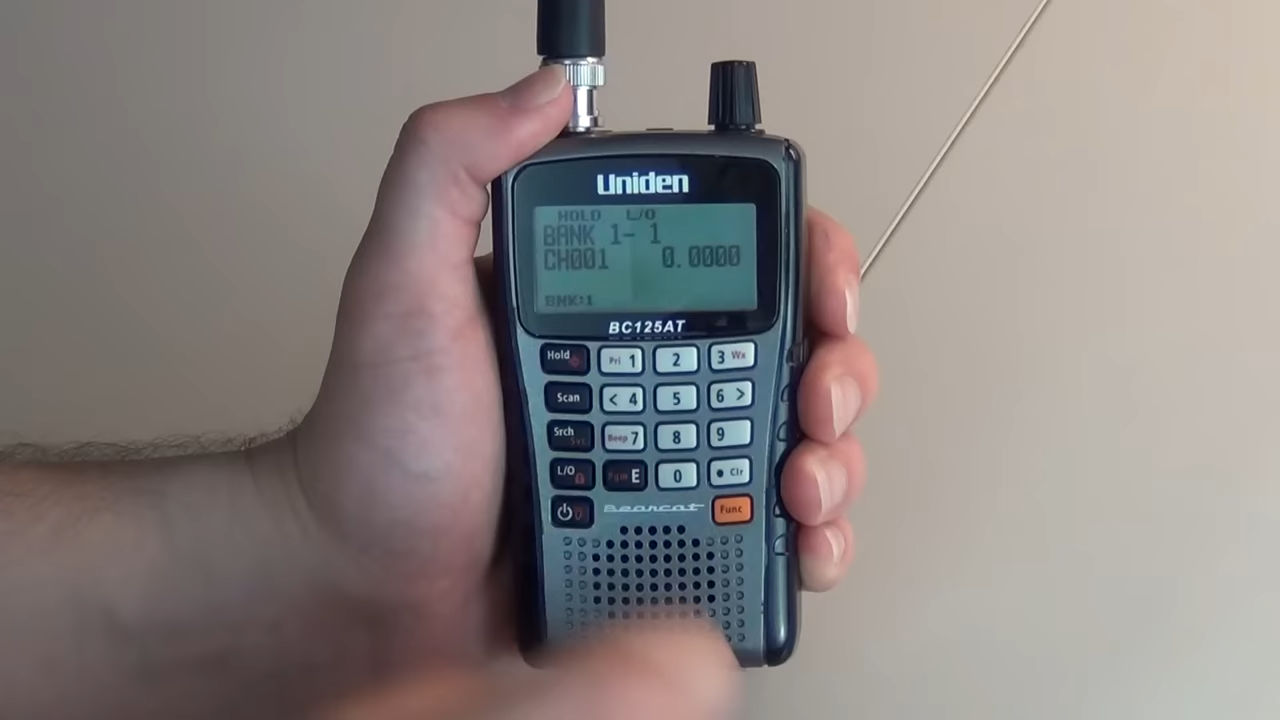 Uniden
HOLD L/O
BANK 1- 1
CH001 0.0000
BNK:1
BC125AT
Hold Pri 1 2 3 Wx
Scan < 4 5 6 >
Srch Svc Beep 7 8 9
L/O Pgm E 0 • Clr
Bearcat Func